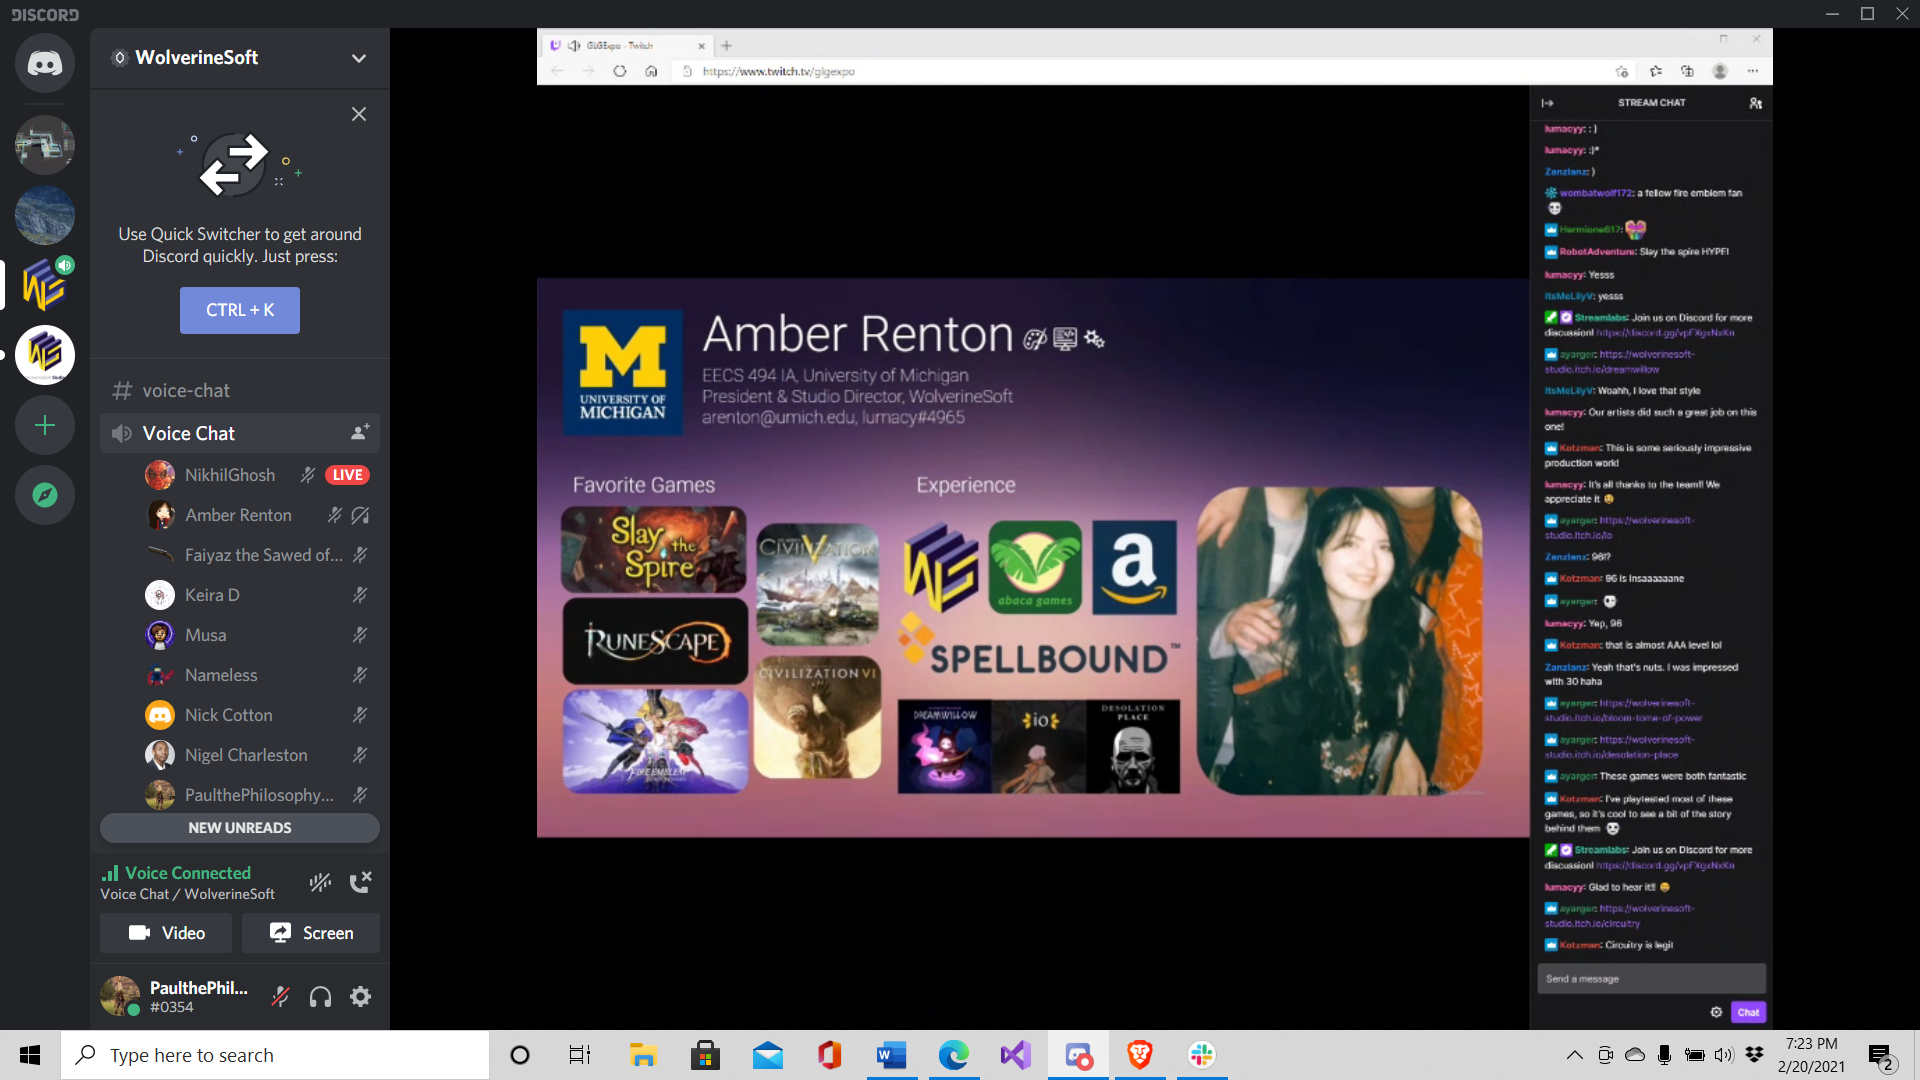 DISCORD
WolverineSoft
Use Quick Switcher to get around
Discord quickly. Just press:
CTRL + K
voice-chat
Voice Chat
NikhilGhosh
LIVE
Amber Renton
Faiyaz the Sawed of...
Keira D
Musa
Nameless
Nick Cotton
Nigel Charleston
PaulthePhilosophy...
NEW UNREADS
Voice Connected
Voice Chat / WolverineSoft
Video
Screen
PaulthePhil...
#0354
GLGExpo - Twitch
https://www.twitch.tv/glgexpo
M
UNIVERSITY OF
MICHIGAN
Amber Renton
EECS 494 IA, University of Michigan
President & Studio Director, WolverineSoft
arenton@umich.edu, lumacy#4965
Favorite Games
Slay the Spire
CIVILIZATION V
RUNESCAPE
CIVILIZATION VI
FIRE EMBLEM
Experience
WS
abaca games
a
SPELLBOUND™
DREAMWILLOW
io
DESOLATION
PLACE
STREAM CHAT
lumacyy: : )
lumacyy: :)*
Zanzlanz: )
wombatwolf172: a fellow fire emblem fan
Hermione617:
RobotAdventure: Slay the spire HYPE!
lumacyy: Yesss
ItsMeLilyV: yesss
Streamlabs: Join us on Discord for more
discussion! https://discord.gg/vpFXgxNxKn
ayarger: https://wolverinesoft-
studio.itch.io/dreamwillow
ItsMeLilyV: Woahh, I love that style
lumacyy: Our artists did such a great job on this
one!
Kotzman: This is some seriously impressive
production work!
lumacyy: It's all thanks to the team!! We
appreciate it
ayarger: https://wolverinesoft-
studio.itch.io/io
Zanzlanz: 96!?
Kotzman: 96 is insaaaaaane
ayarger:
lumacyy: Yep, 96
Kotzman: that is almost AAA level lol
Zanzlanz: Yeah that's nuts. I was impressed
with 30 haha
ayarger: https://wolverinesoft-
studio.itch.io/bloom-tome-of-power
ayarger: https://wolverinesoft-
studio.itch.io/desolation-place
ayarger: These games were both fantastic
Kotzman: I've playtested most of these
games, so it's cool to see a bit of the story
behind them
Streamlabs: Join us on Discord for more
discussion! https://discord.gg/vpFXgxNxKn
lumacyy: Glad to hear it!!
ayarger: https://wolverinesoft-
studio.itch.io/circuitry
Kotzman: Circuitry is legit
Send a message
Chat
Type here to search
7:23 PM
2/20/2021
2